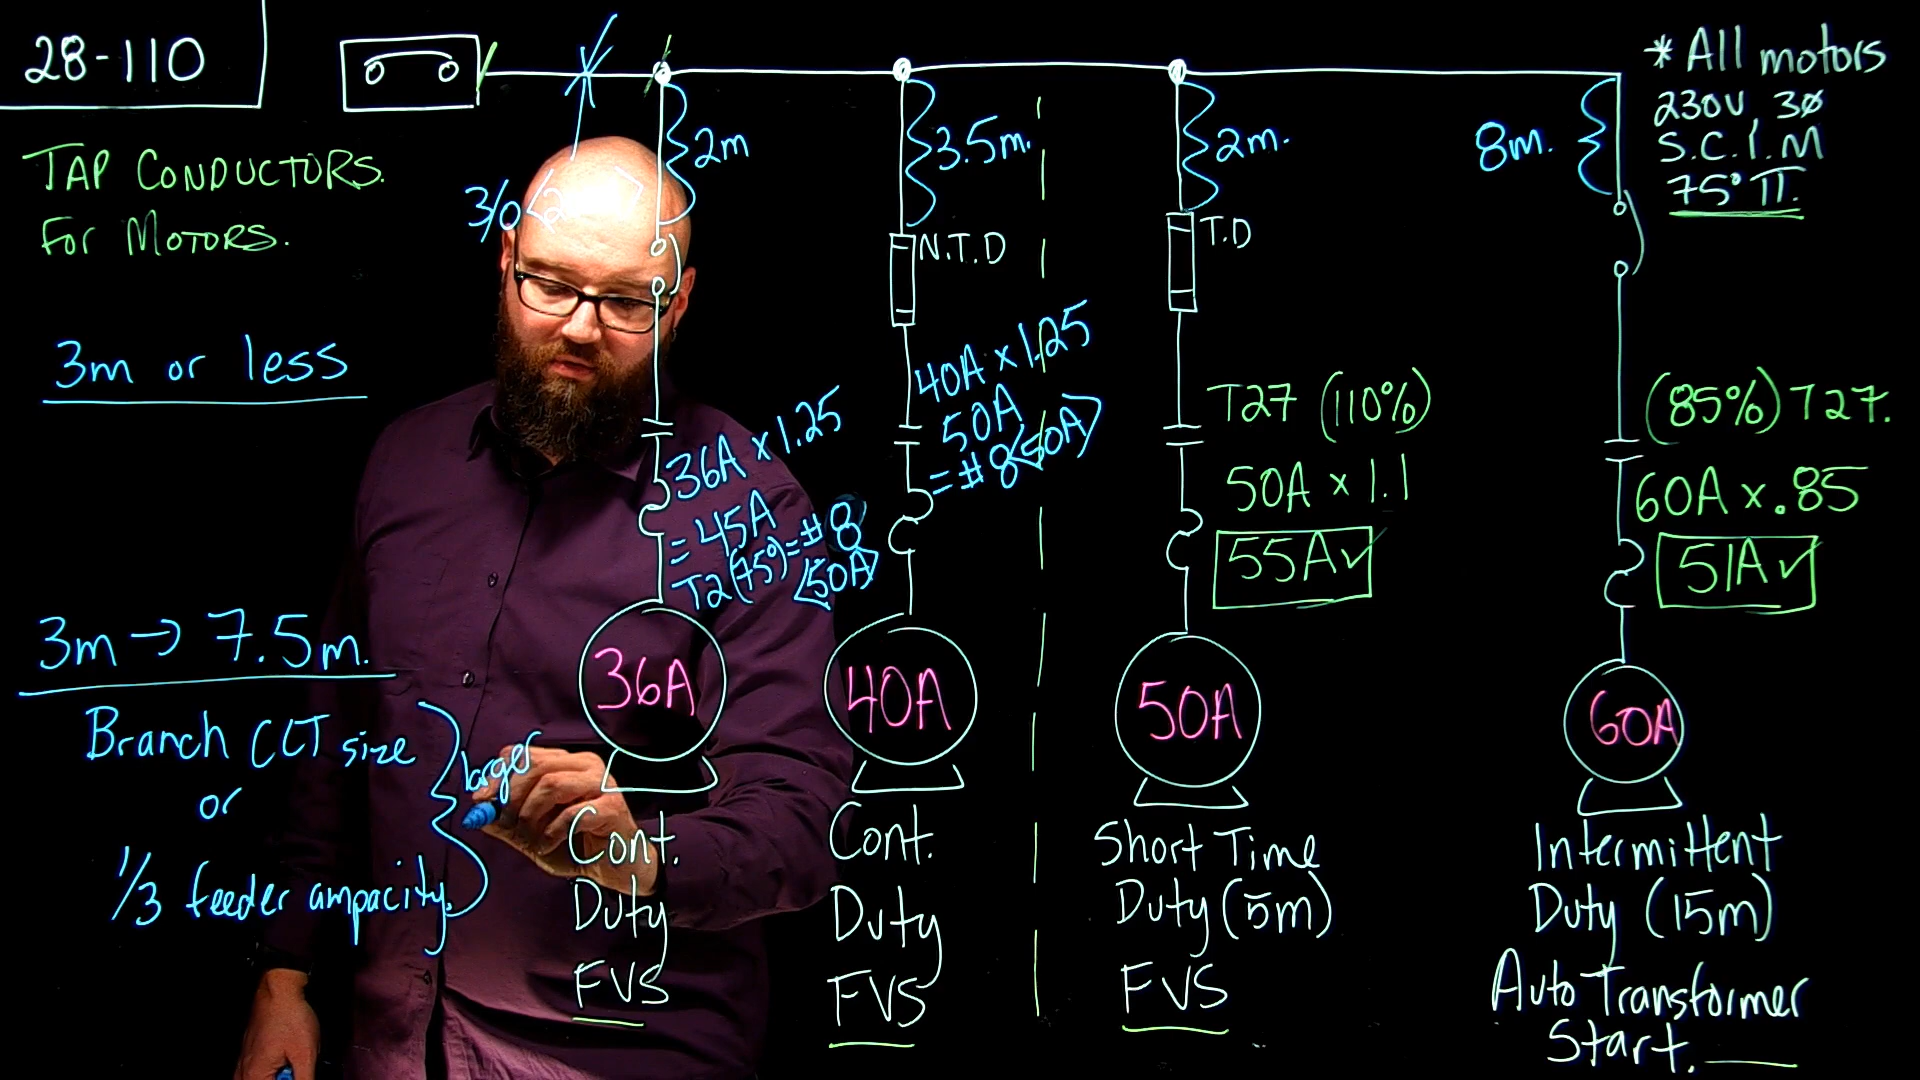 28-110
TAP CONDUCTORS.
For MOTORS.
3m or less
3m → 7.5m.
Branch CCT size
or
1/3 feeder ampacity.
larger
3/0
2m
36A x 1.25
= 45A
T2(75°)=#8
<50A>
36A
Cont.
Duty
FVS
3.5m.
N.T.D
40A x 1.25
50A
= #8<50A>
40A
Cont.
Duty
FVS
2m.
T.D
T27 (110%)
50A x 1.1
55A✓
50A
Short Time
Duty (5m)
FVS
8m.
* All motors
230V, 3Ø
S.C.I.M
75° TT.
(85%) T27.
60A x .85
51A✓
60A
Intermittent
Duty (15m)
Auto Transformer
Start.